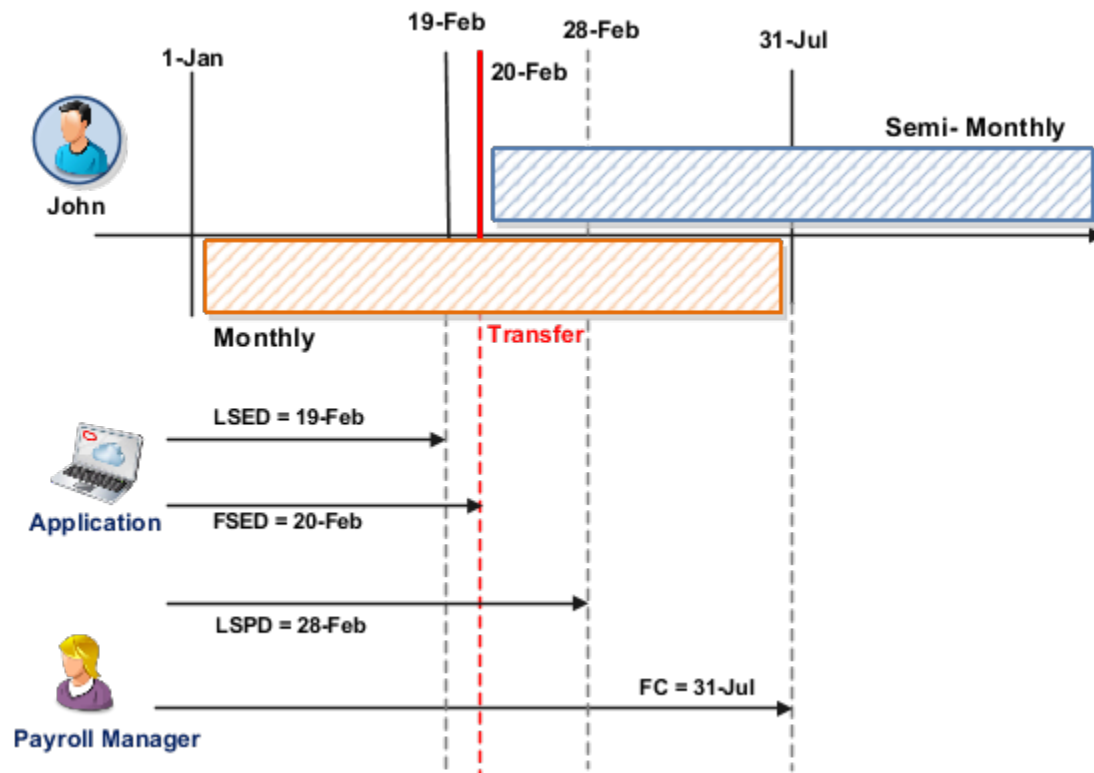 19-Feb
28-Feb
31-Jul
1-Jan
20-Feb
Semi- Monthly
John
Monthly
Transfer
LSED = 19-Feb
Application
FSED = 20-Feb
LSPD = 28-Feb
FC = 31-Jul
Payroll Manager